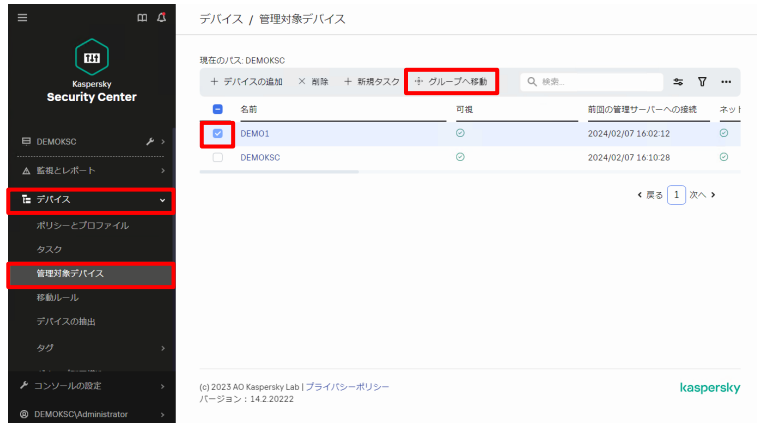 デバイス / 管理対象デバイス
Kaspersky
Security Center
DEMOKSC
監視とレポート
デバイス
ポリシーとプロファイル
タスク
管理対象デバイス
移動ルール
デバイスの抽出
タグ
コンソールの設定
DEMOKSC\Administrator
現在のパス: DEMOKSC
+ デバイスの追加 × 削除 + 新規タスク グループへ移動 検索...
名前 可視 前回の管理サーバーへの接続 ネット
DEMO1 2024/02/07 16:02:12
DEMOKSC 2024/02/07 16:10:28
戻る 1 次へ
(c) 2023 AO Kaspersky Lab | プライバシーポリシー
バージョン : 14.2.20222
kaspersky